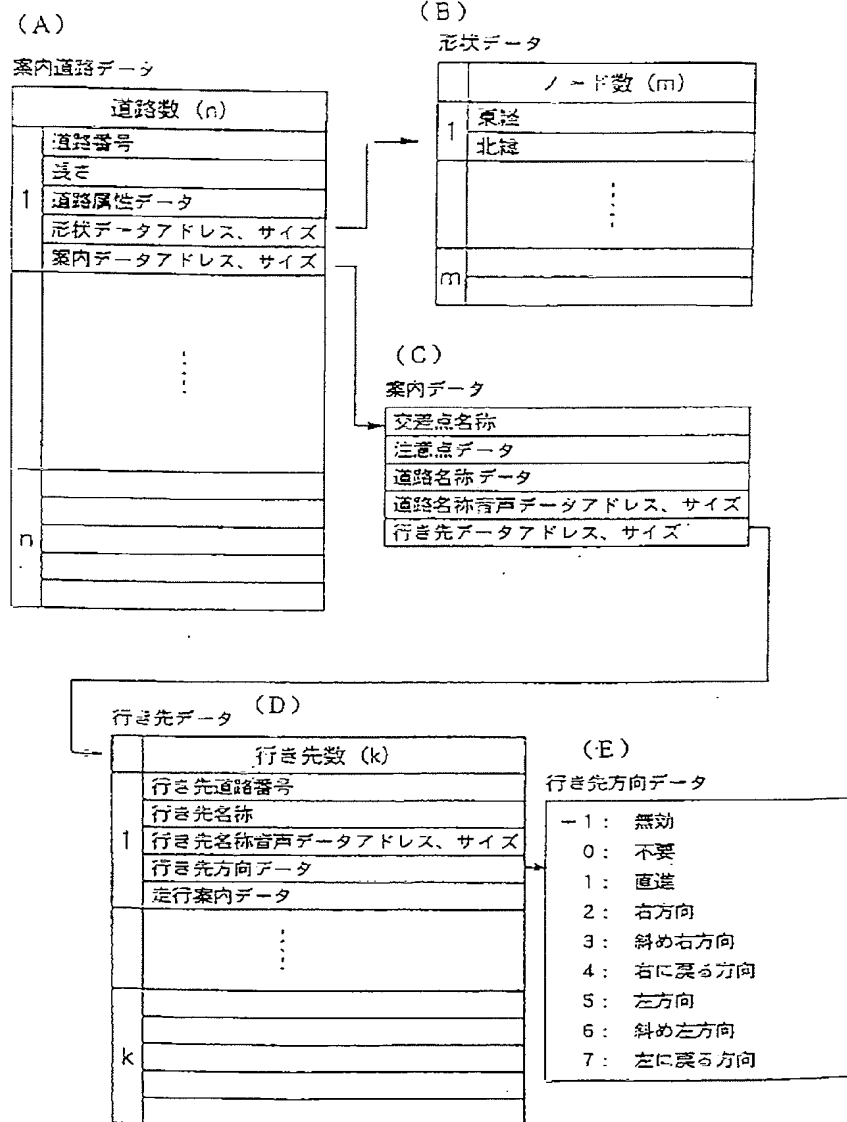 (A)
案内道路データ
道路数 (n)
1
道路番号
長さ
道路属性データ
形状データアドレス、サイズ
案内データアドレス、サイズ
n
(B)
形状データ
ノード数 (m)
1
東経
北緯
m
(C)
案内データ
交差点名称
注意点データ
道路名称データ
道路名称音声データアドレス、サイズ
行き先データアドレス、サイズ
(D)
行き先データ
行き先数 (k)
1
行き先道路番号
行き先名称
行き先名称音声データアドレス、サイズ
行き先方向データ
走行案内データ
k
(E)
行き先方向データ
−1: 無効
0: 不要
1: 直進
2: 右方向
3: 斜め右方向
4: 右に戻る方向
5: 左方向
6: 斜め左方向
7: 左に戻る方向